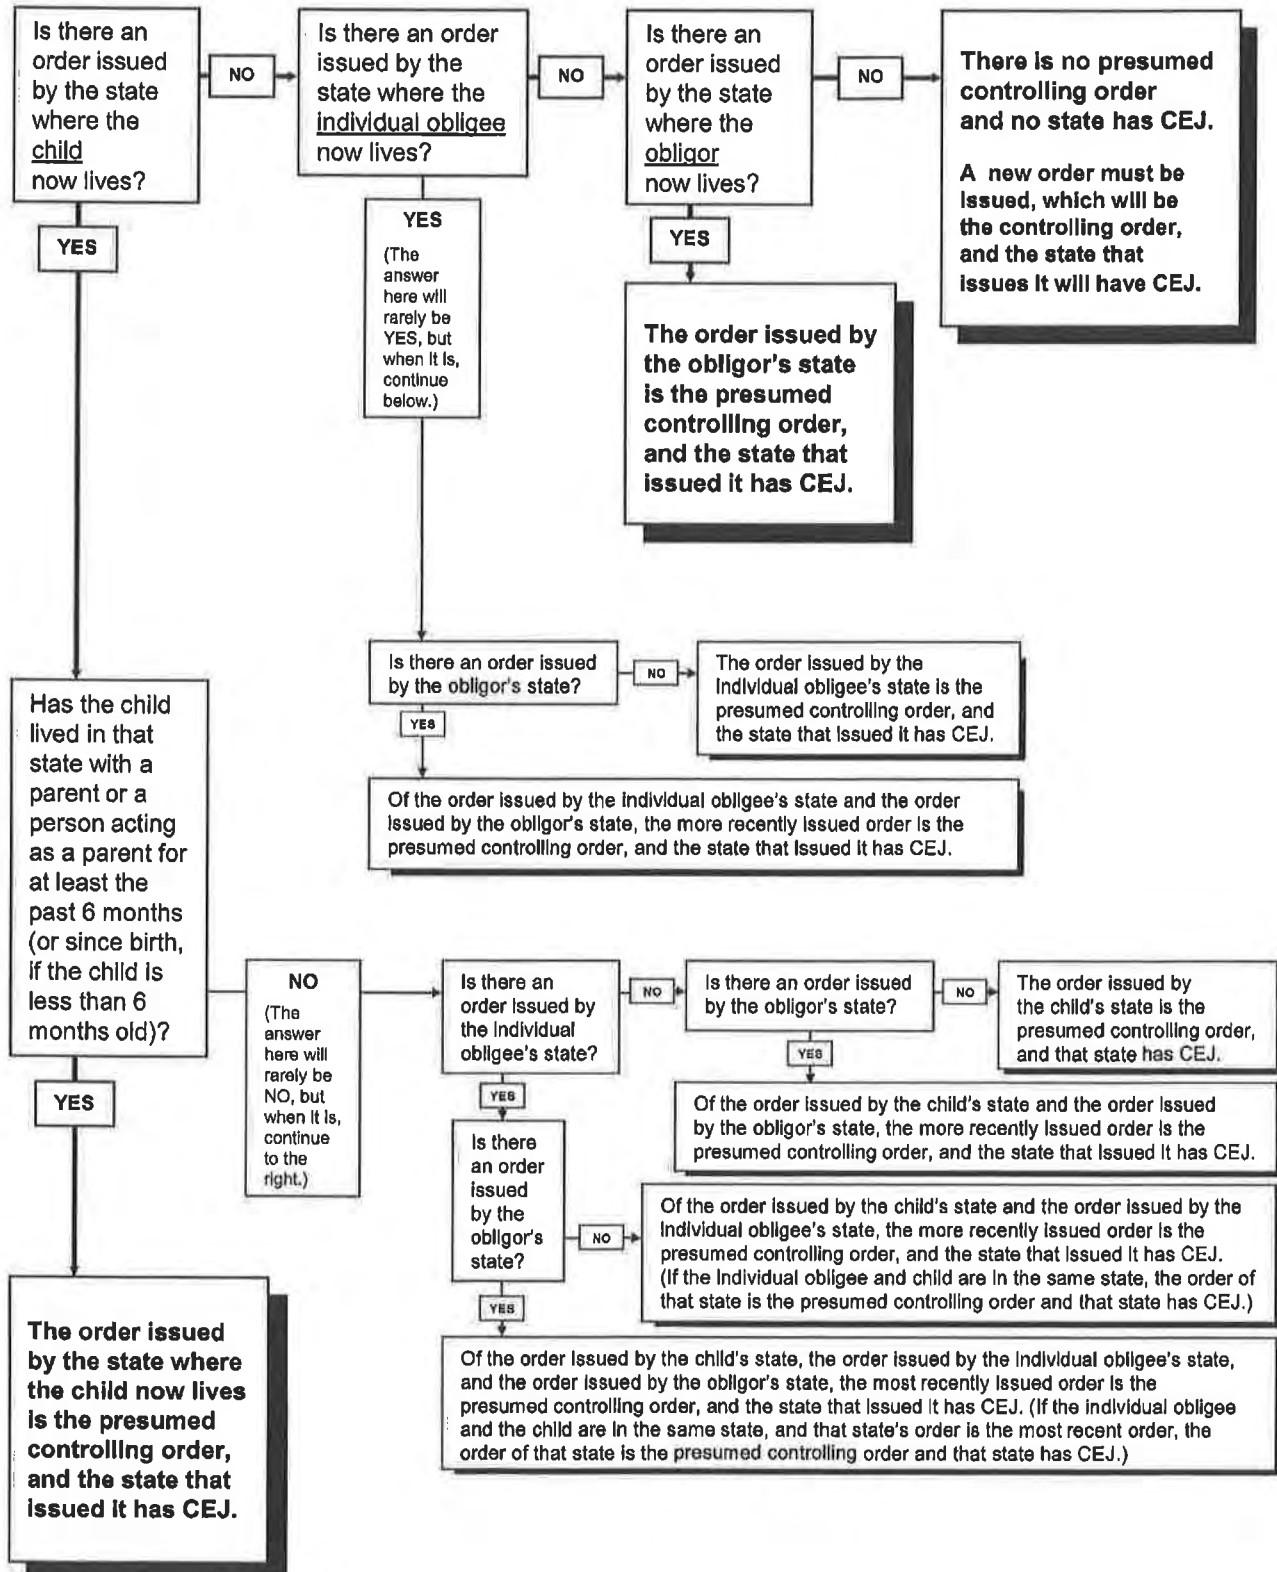 Is there an
order issued
by the state
where the
child
now lives?
NO
Is there an order
issued by the
state where the
individual obligee
now lives?
NO
Is there an
order issued
by the state
where the
obligor
now lives?
NO
There is no presumed
controlling order
and no state has CEJ.
A new order must be
issued, which will be
the controlling order,
and the state that
issues it will have CEJ.
YES
YES
(The
answer
here will
rarely be
YES, but
when it is,
continue
below.)
YES
The order issued by
the obligor's state
is the presumed
controlling order,
and the state that
issued it has CEJ.
Is there an order issued
by the obligor's state?
NO
The order issued by the
individual obligee's state is the
presumed controlling order, and
the state that issued it has CEJ.
YES
Of the order issued by the individual obligee's state and the order
issued by the obligor's state, the more recently issued order is the
presumed controlling order, and the state that issued it has CEJ.
Has the child
lived in that
state with a
parent or a
person acting
as a parent for
at least the
past 6 months
(or since birth,
if the child is
less than 6
months old)?
NO
(The
answer
here will
rarely be
NO, but
when it is,
continue
to the
right.)
Is there an
order issued by
the individual
obligee's state?
NO
Is there an order issued
by the obligor's state?
NO
The order issued by
the child's state is the
presumed controlling order,
and that state has CEJ.
YES
Of the order issued by the child's state and the order issued
by the obligor's state, the more recently issued order is the
presumed controlling order, and the state that issued it has CEJ.
YES
Is there
an order
issued
by the
obligor's
state?
NO
Of the order issued by the child's state and the order issued by the
individual obligee's state, the more recently issued order is the
presumed controlling order, and the state that issued it has CEJ.
(If the individual obligee and child are in the same state, the order of
that state is the presumed controlling order and that state has CEJ.)
YES
Of the order issued by the child's state, the order issued by the individual obligee's state,
and the order issued by the obligor's state, the most recently issued order is the
presumed controlling order, and the state that issued it has CEJ. (If the individual obligee
and the child are in the same state, and that state's order is the most recent order, the
order of that state is the presumed controlling order and that state has CEJ.)
YES
The order issued
by the state where
the child now lives
is the presumed
controlling order,
and the state that
issued it has CEJ.